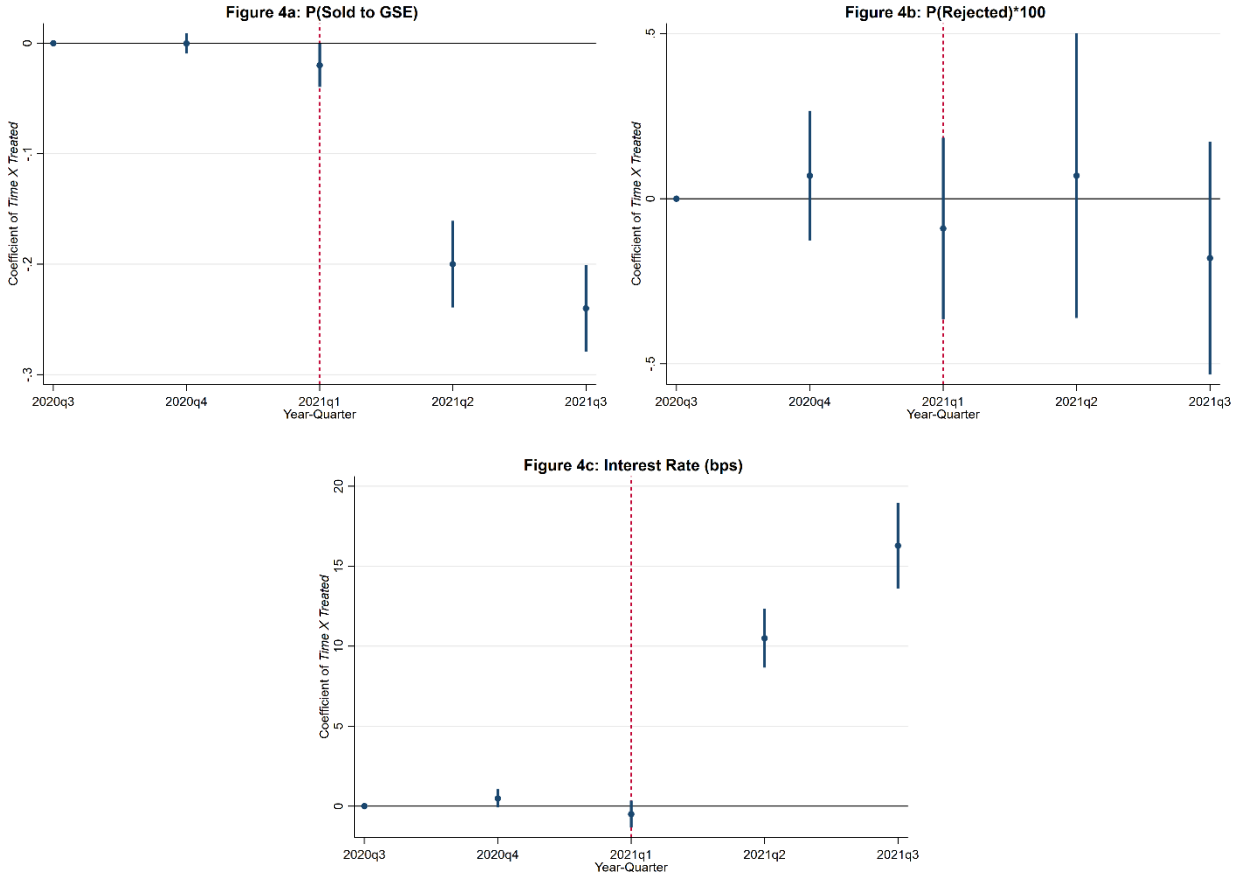 Figure 4a: P(Sold to GSE)
Coefficient of Time X Treated
0
-.1
-.2
-.3
2020q3 2020q4 2021q1 2021q2 2021q3
Year-Quarter
Figure 4b: P(Rejected)*100
Coefficient of Time X Treated
.5
0
-.5
2020q3 2020q4 2021q1 2021q2 2021q3
Year-Quarter
Figure 4c: Interest Rate (bps)
Coefficient of Time X Treated
20
15
10
5
0
2020q3 2020q4 2021q1 2021q2 2021q3
Year-Quarter